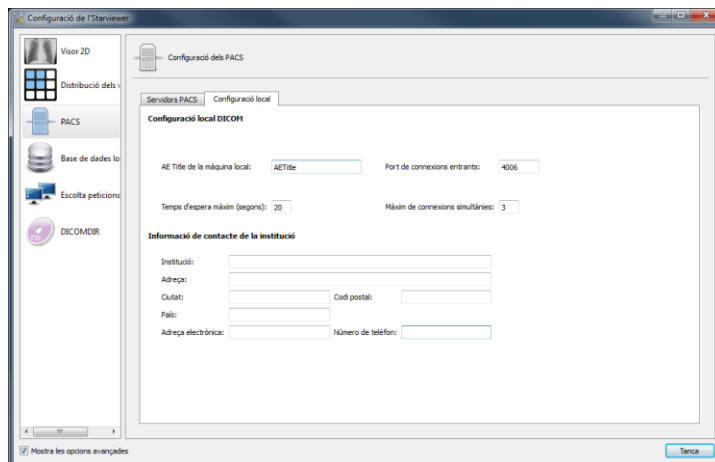 Configuració de l'Starviewer
Visor 2D
Distribució dels v
PACS
Base de dades lo
Escolta peticions
DICOMDIR
Configuració dels PACS
Servidors PACS Configuració local
Configuració local DICOM
AE Title de la màquina local: AETitle Port de connexions entrants: 4006
Temps d'espera màxim (segons): 20 Màxim de connexions simultànies: 3
Informació de contacte de la institució
Institució:
Adreça:
Ciutat: Codi postal:
País:
Adreça electrònica: Número de telèfon:
Mostra les opcions avançades Tanca